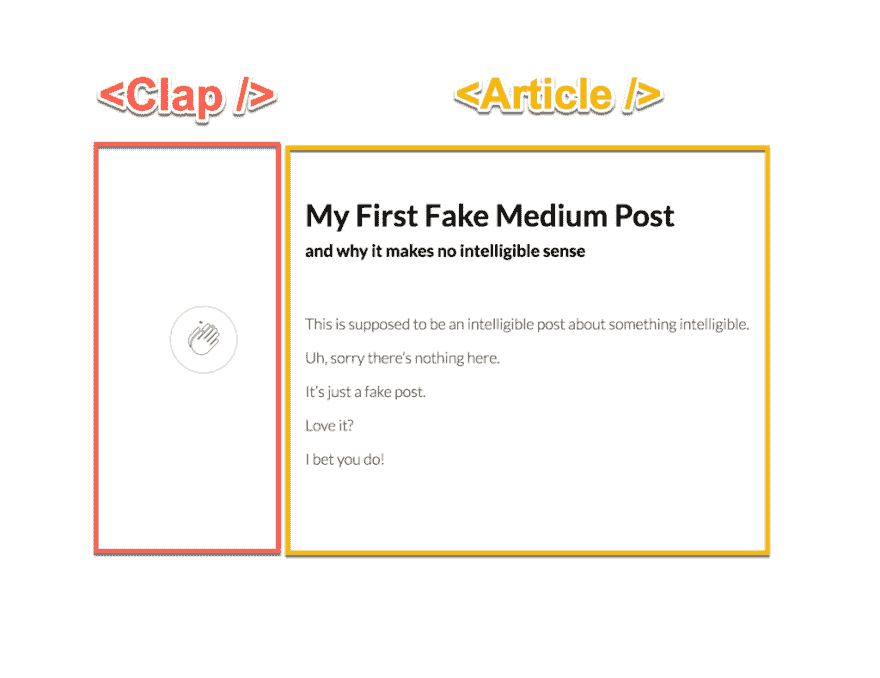 <Clap />
<Article />
My First Fake Medium Post
and why it makes no intelligible sense
This is supposed to be an intelligible post about something intelligible.
Uh, sorry there's nothing here.
It's just a fake post.
Love it?
I bet you do!